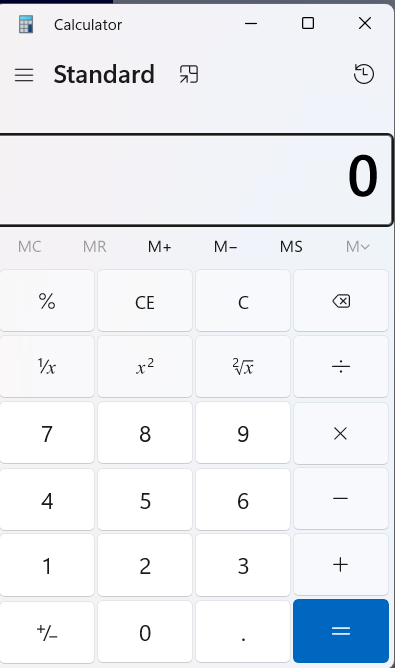 Calculator
Standard
0
MC MR M+ M− MS M
% CE C
¹/x x² ²√x ÷
7 8 9 ×
4 5 6 −
1 2 3 +
+/− 0 . =